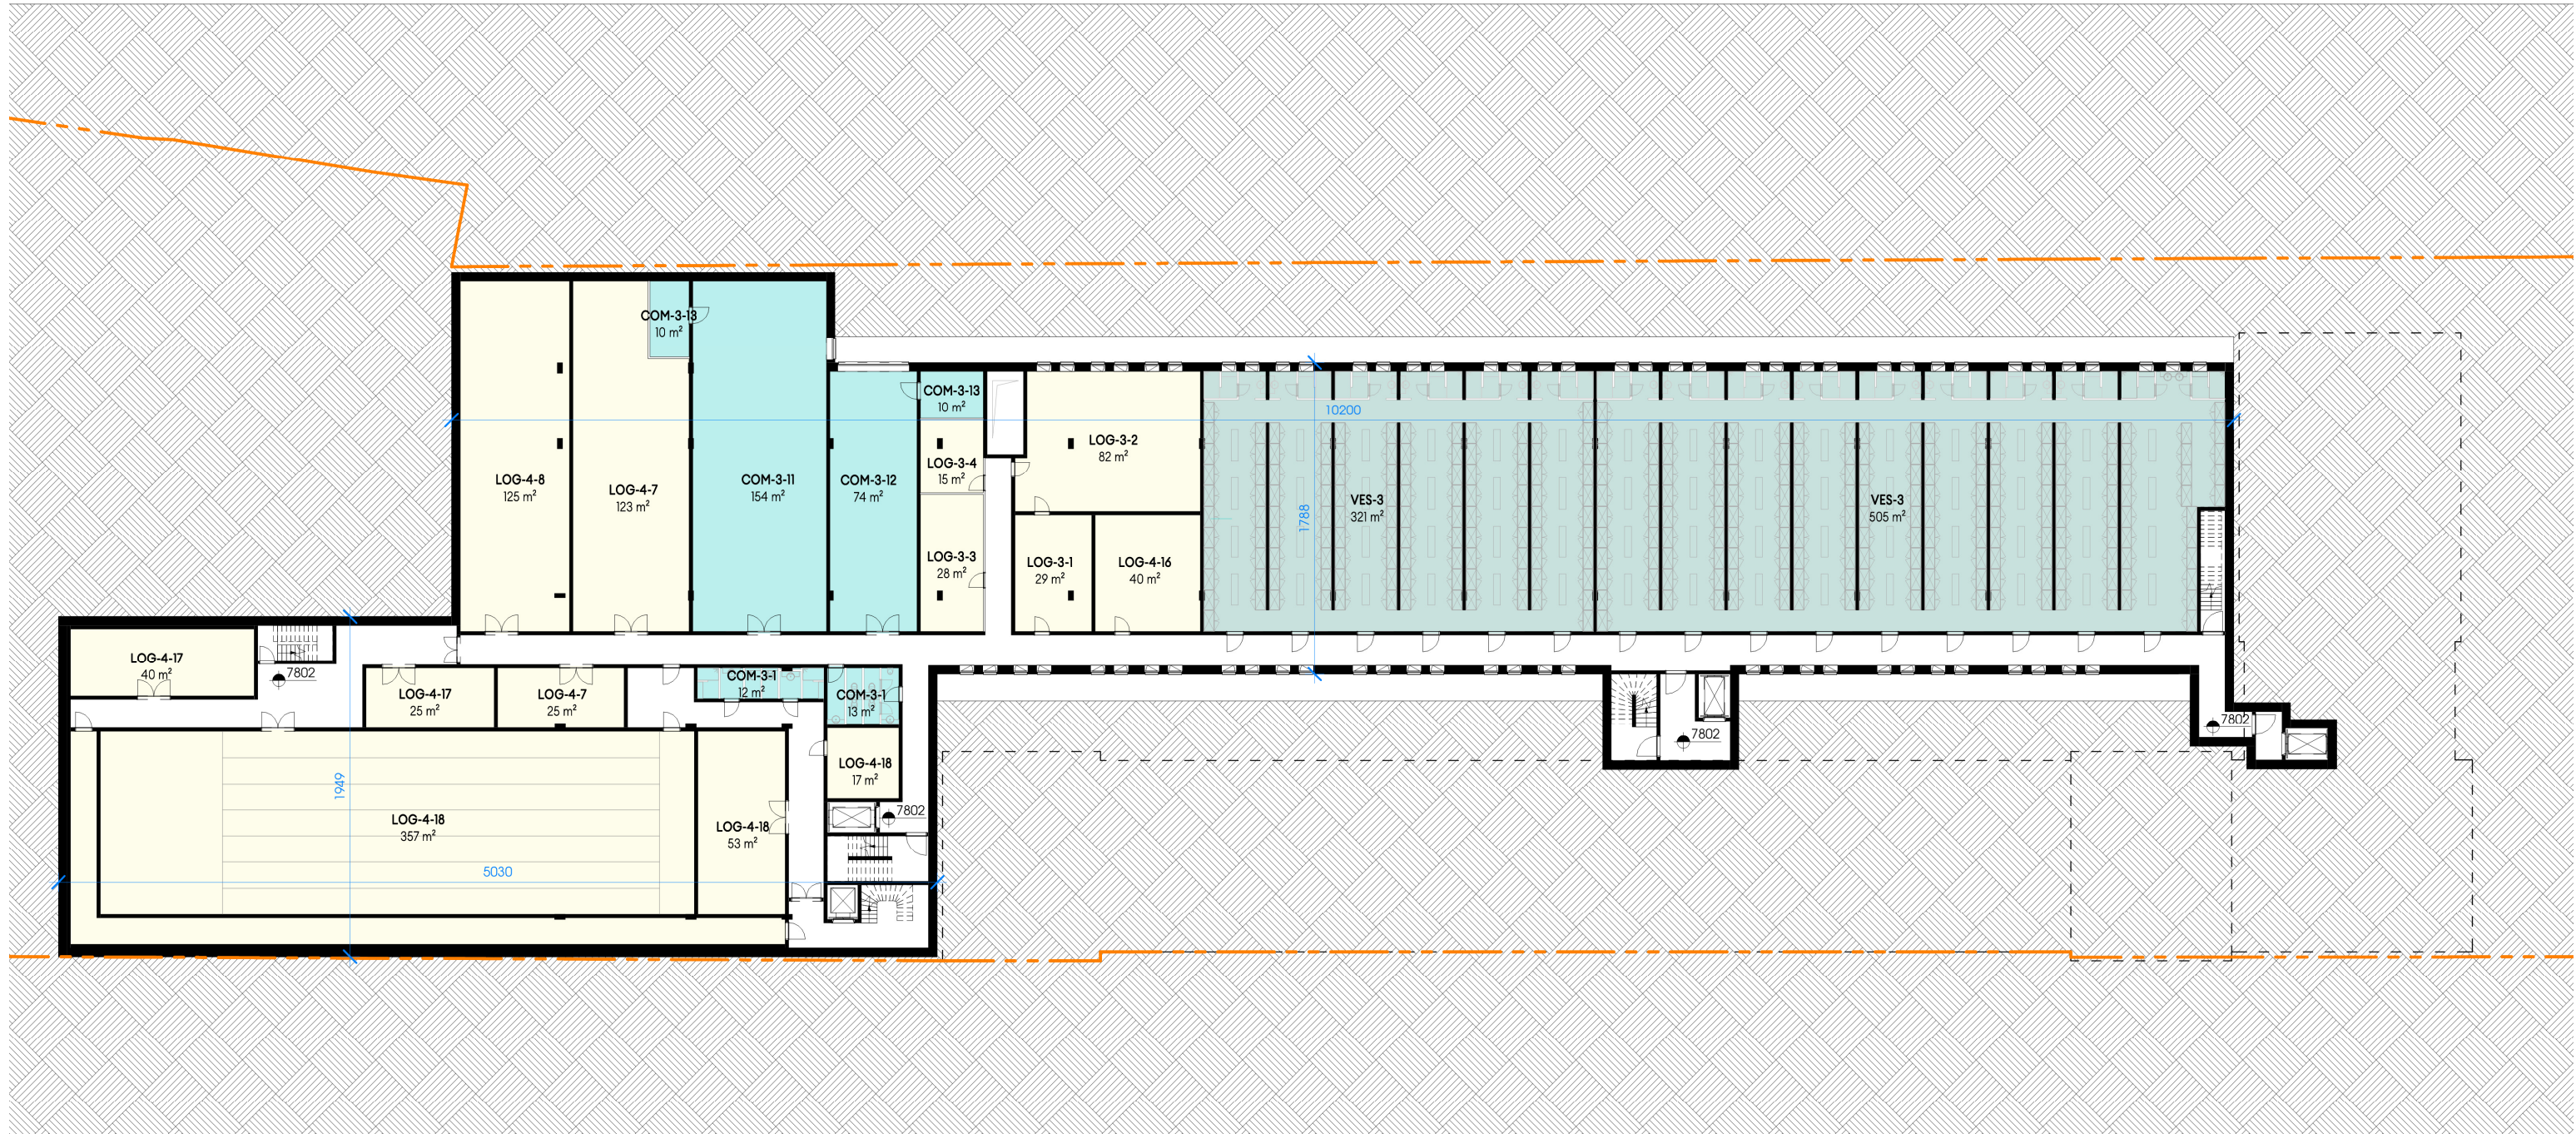 COM-3-13
10 m²
COM-3-13
10 m²
10200
LOG-3-2
82 m²
LOG-4-8
125 m²
LOG-4-7
123 m²
COM-3-11
154 m²
COM-3-12
74 m²
LOG-3-4
15 m²
VES-3
321 m²
VES-3
505 m²
1788
LOG-3-3
28 m²
LOG-3-1
29 m²
LOG-4-16
40 m²
LOG-4-17
40 m²
7802
LOG-4-17
25 m²
LOG-4-7
25 m²
COM-3-1
12 m²
COM-3-1
13 m²
7802
7802
LOG-4-18
17 m²
1949
7802
LOG-4-18
357 m²
LOG-4-18
53 m²
5030